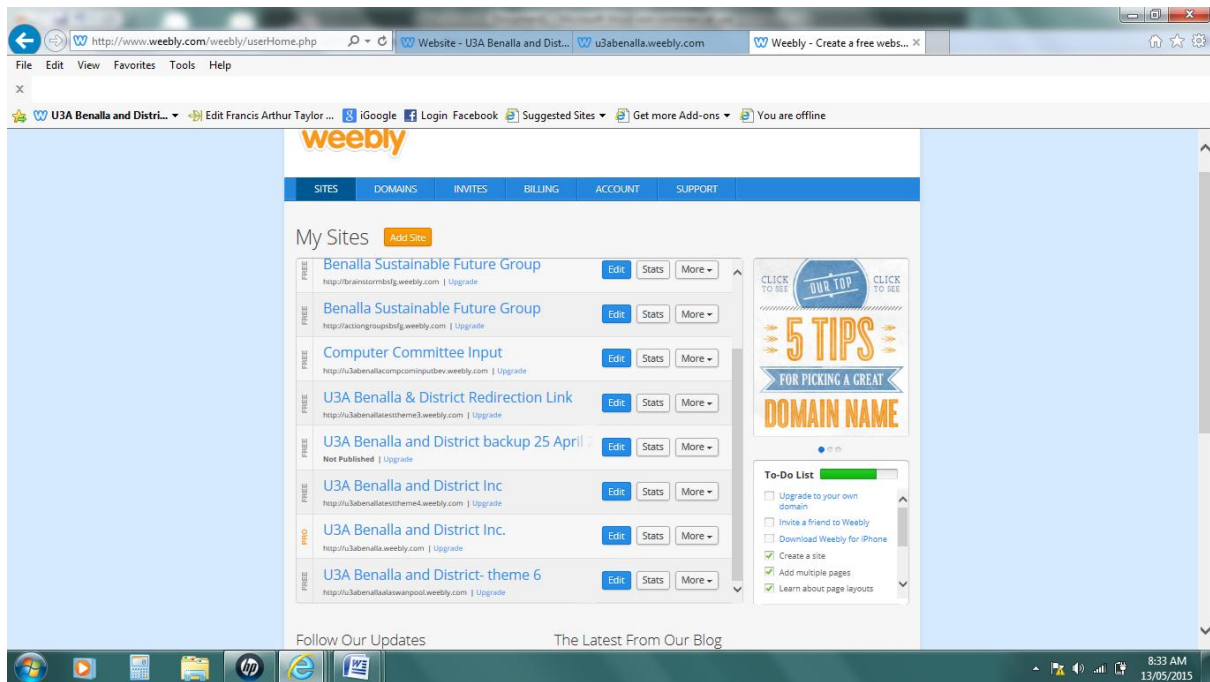 http://www.weebly.com/weebly/userHome.php
Website - U3A Benalla and Dist...
u3abenalla.weebly.com
Weebly - Create a free webs...
File Edit View Favorites Tools Help
U3A Benalla and Distri...
Edit Francis Arthur Taylor ...
iGoogle
Login Facebook
Suggested Sites
Get more Add-ons
You are offline
weebly
SITES DOMAINS INVITES BILLING ACCOUNT SUPPORT
My Sites Add Site
FREE
Benalla Sustainable Future Group
Edit Stats More
http://brainstormbsfg.weebly.com | Upgrade
FREE
Benalla Sustainable Future Group
Edit Stats More
http://actiongroupsbsfg.weebly.com | Upgrade
FREE
Computer Committee Input
Edit Stats More
http://u3abenallacompcominputbev.weebly.com | Upgrade
FREE
U3A Benalla & District Redirection Link
Edit Stats More
http://u3abenallatesttheme3.weebly.com | Upgrade
FREE
U3A Benalla and District backup 25 April 2
Edit Stats More
Not Published | Upgrade
FREE
U3A Benalla and District Inc
Edit Stats More
http://u3abenallatesttheme4.weebly.com | Upgrade
PRO
U3A Benalla and District Inc.
Edit Stats More
http://u3abenalla.weebly.com | Upgrade
FREE
U3A Benalla and District- theme 6
Edit Stats More
http://u3abenallaalaswanpool.weebly.com | Upgrade
CLICK TO SEE
OUR TOP
CLICK TO SEE
5 TIPS
FOR PICKING A GREAT
DOMAIN NAME
To-Do List
Upgrade to your own
domain
Invite a friend to Weebly
Download Weebly for iPhone
Create a site
Add multiple pages
Learn about page layouts
Follow Our Updates
The Latest From Our Blog
hp
8:33 AM
13/05/2015